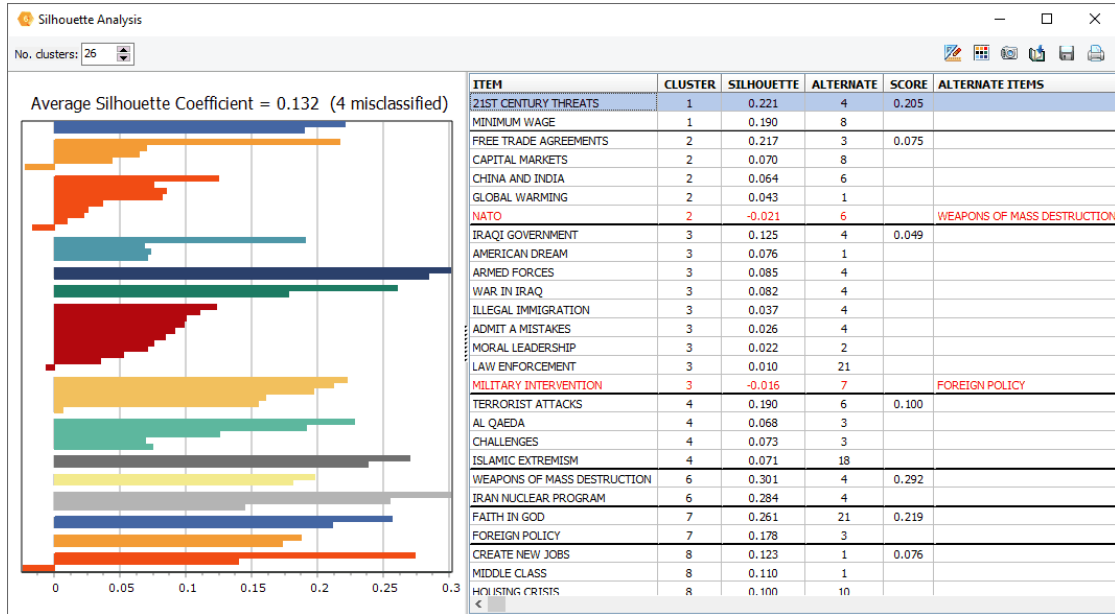 Silhouette Analysis
No. clusters: 26
Average Silhouette Coefficient = 0.132 (4 misclassified)
0 0.05 0.1 0.15 0.2 0.25 0.3
ITEM CLUSTER SILHOUETTE ALTERNATE SCORE ALTERNATE ITEMS
21ST CENTURY THREATS 1 0.221 4 0.205
MINIMUM WAGE 1 0.190 8
FREE TRADE AGREEMENTS 2 0.217 3 0.075
CAPITAL MARKETS 2 0.070 8
CHINA AND INDIA 2 0.064 6
GLOBAL WARMING 2 0.043 1
NATO 2 -0.021 6 WEAPONS OF MASS DESTRUCTION
IRAQI GOVERNMENT 3 0.125 4 0.049
AMERICAN DREAM 3 0.076 1
ARMED FORCES 3 0.085 4
WAR IN IRAQ 3 0.082 4
ILLEGAL IMMIGRATION 3 0.037 4
ADMIT A MISTAKES 3 0.026 4
MORAL LEADERSHIP 3 0.022 2
LAW ENFORCEMENT 3 0.010 21
MILITARY INTERVENTION 3 -0.016 7 FOREIGN POLICY
TERRORIST ATTACKS 4 0.190 6 0.100
AL QAEDA 4 0.068 3
CHALLENGES 4 0.073 3
ISLAMIC EXTREMISM 4 0.071 18
WEAPONS OF MASS DESTRUCTION 6 0.301 4 0.292
IRAN NUCLEAR PROGRAM 6 0.284 4
FAITH IN GOD 7 0.261 21 0.219
FOREIGN POLICY 7 0.178 3
CREATE NEW JOBS 8 0.123 1 0.076
MIDDLE CLASS 8 0.110 1
HOUSING CRISIS 8 0.100 10